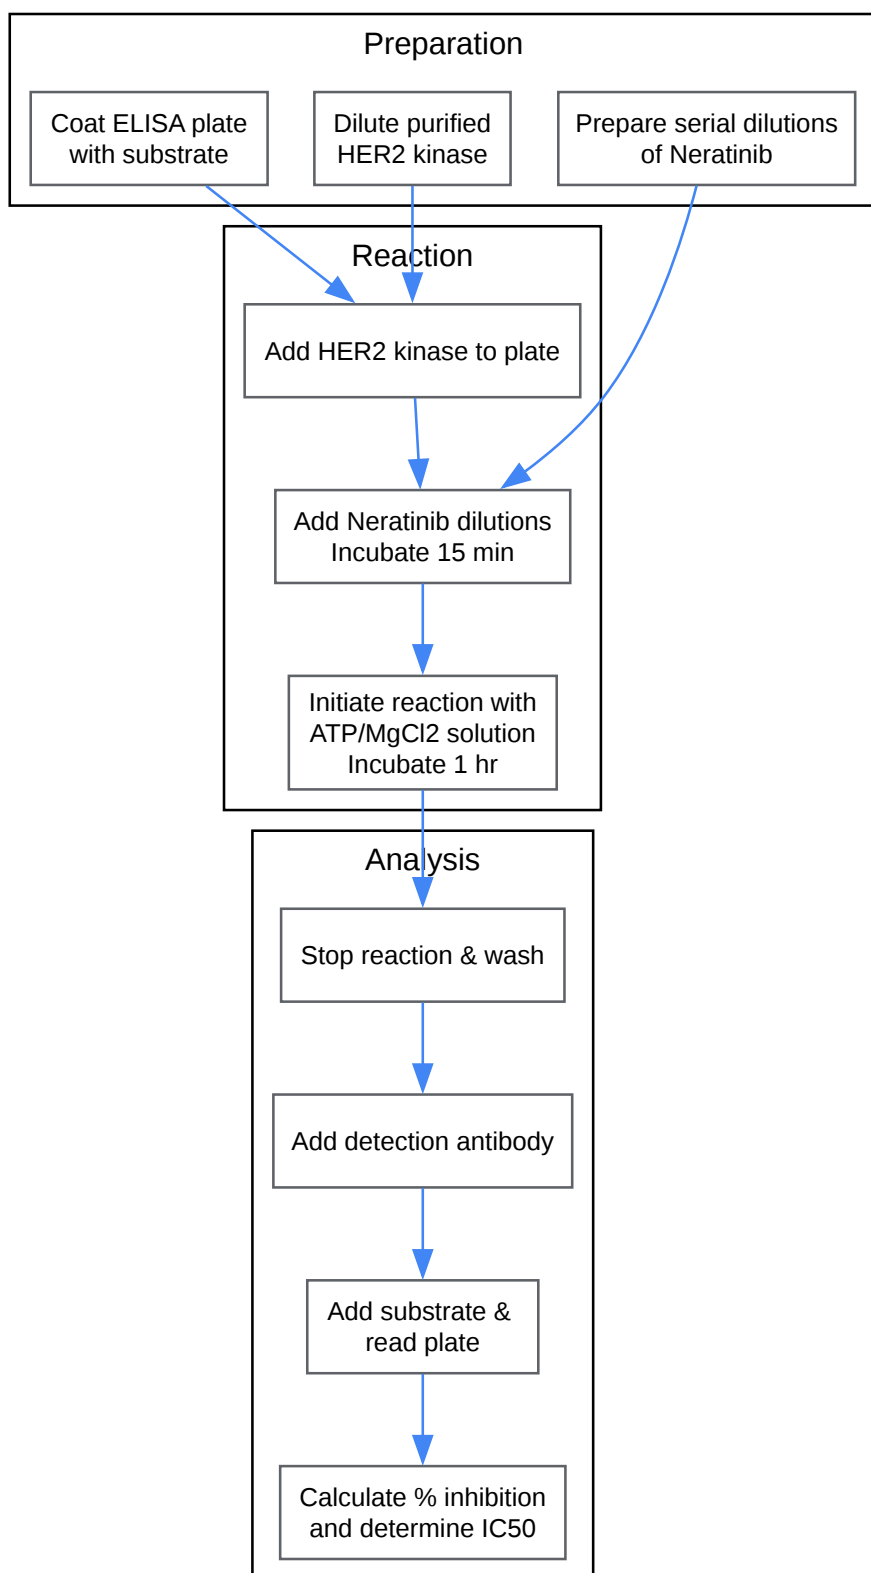 Preparation
Coat ELISA plate
with substrate
Dilute purified
HER2 kinase
Prepare serial dilutions
of Neratinib
Reaction
Add HER2 kinase to plate
Add Neratinib dilutions
Incubate 15 min
Initiate reaction with
ATP/MgCl2 solution
Incubate 1 hr
Analysis
Stop reaction & wash
Add detection antibody
Add substrate &
read plate
Calculate % inhibition
and determine IC50